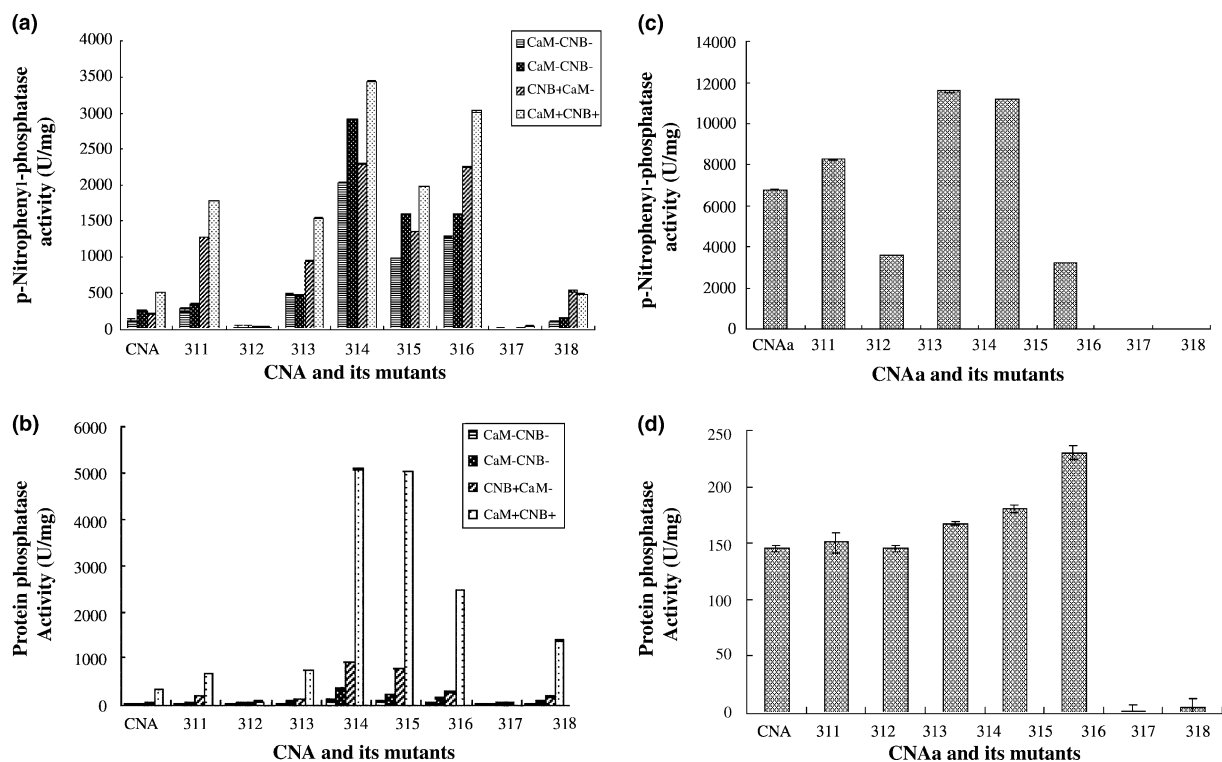 (a)
p-Nitrophenyl-phosphatase
activity (U/mg)
4000
3500
3000
2500
2000
1500
1000
500
0
CaM-CNB-
CaM-CNB-
CNB+CaM-
CaM+CNB+
CNA 311 312 313 314 315 316 317 318
CNA and its mutants
(c)
p-Nitrophenyl-phosphatase
activity (U/mg)
14000
12000
10000
8000
6000
4000
2000
0
CNAa 311 312 313 314 315 316 317 318
CNAa and its mutants
(b)
Protein phosphatase
Activity (U/mg)
6000
5000
4000
3000
2000
1000
0
CaM-CNB-
CaM-CNB-
CNB+CaM-
CaM+CNB+
CNA 311 312 313 314 315 316 317 318
CNA and its mutants
(d)
Protein phosphatase
Activity (U/mg)
250
200
150
150
50
0
CNA 311 312 313 314 315 316 317 318
CNAa and its mutants